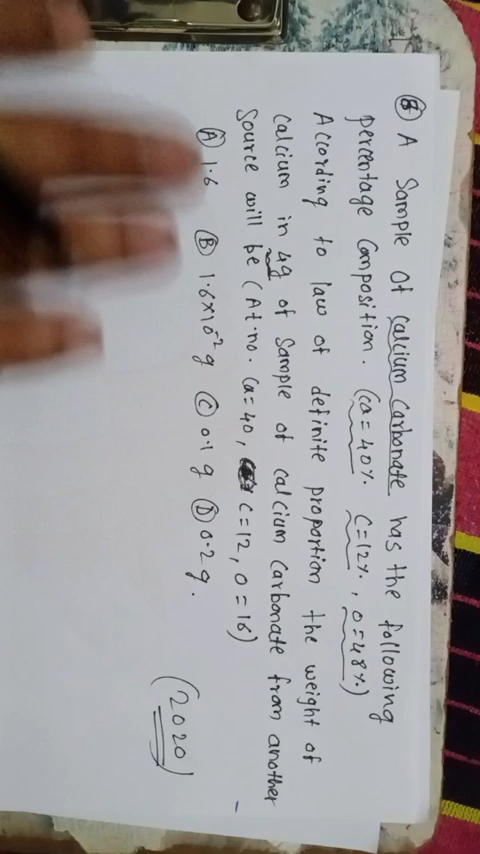 ⑧ A Sample Of calcium Carbonate has the following
percentage Composition. (Ca = 40%. C=12%, O=48%)
According to law of definite proportion the weight of
calcium in 4g of Sample of calcium Carbonate from another
Source will be (At.no. Ca=40, C=12, O=16)
Ⓐ 1.6 Ⓑ 1.6x10⁻² g Ⓒ 0.1 g Ⓓ 0.2 g.
(2020)